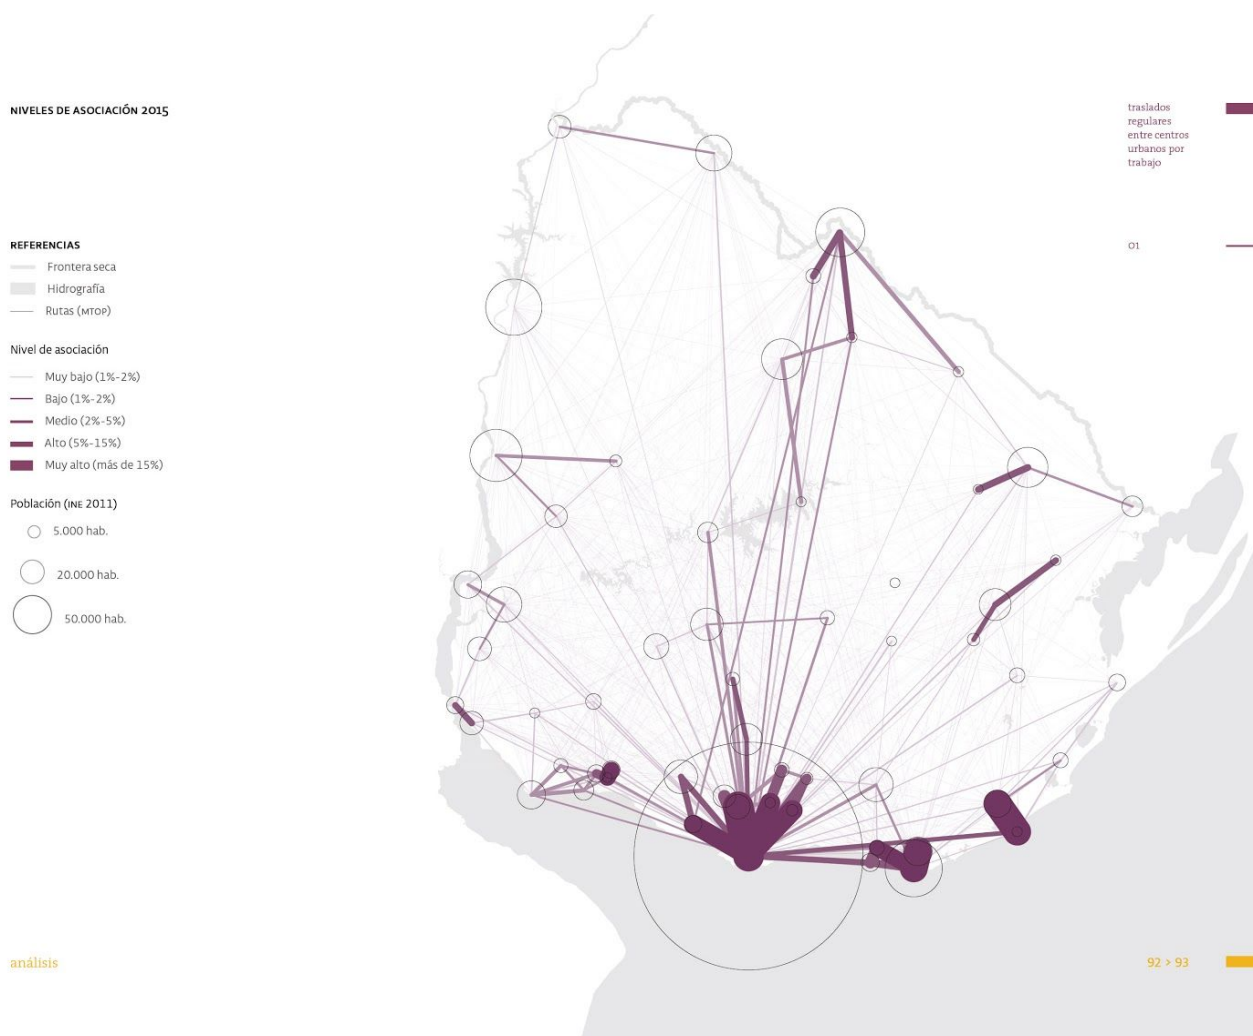 NIVELES DE ASOCIACIÓN 2015
traslados
regulares
entre centros
urbanos por
trabajo
01
REFERENCIAS
Frontera seca
Hidrografía
Rutas (MTOP)
Nivel de asociación
Muy bajo (1%-2%)
Bajo (1%-2%)
Medio (2%-5%)
Alto (5%-15%)
Muy alto (más de 15%)
Población (INE 2011)
5.000 hab.
20.000 hab.
50.000 hab.
análisis
92 > 93